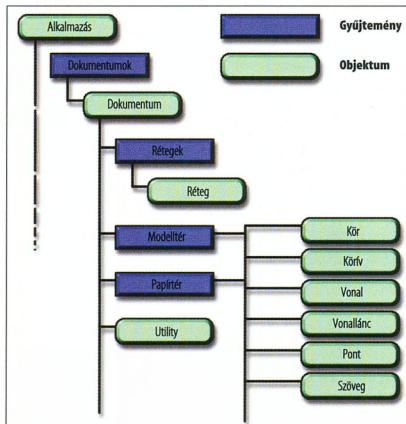 Alkalmazás
Gyűjtemény
Dokumentumok
Objektum
Dokumentum
Rétegek
Réteg
Modelltér
Kör
Körív
Papírtér
Vonal
Utility
Vonallánc
Pont
Szöveg